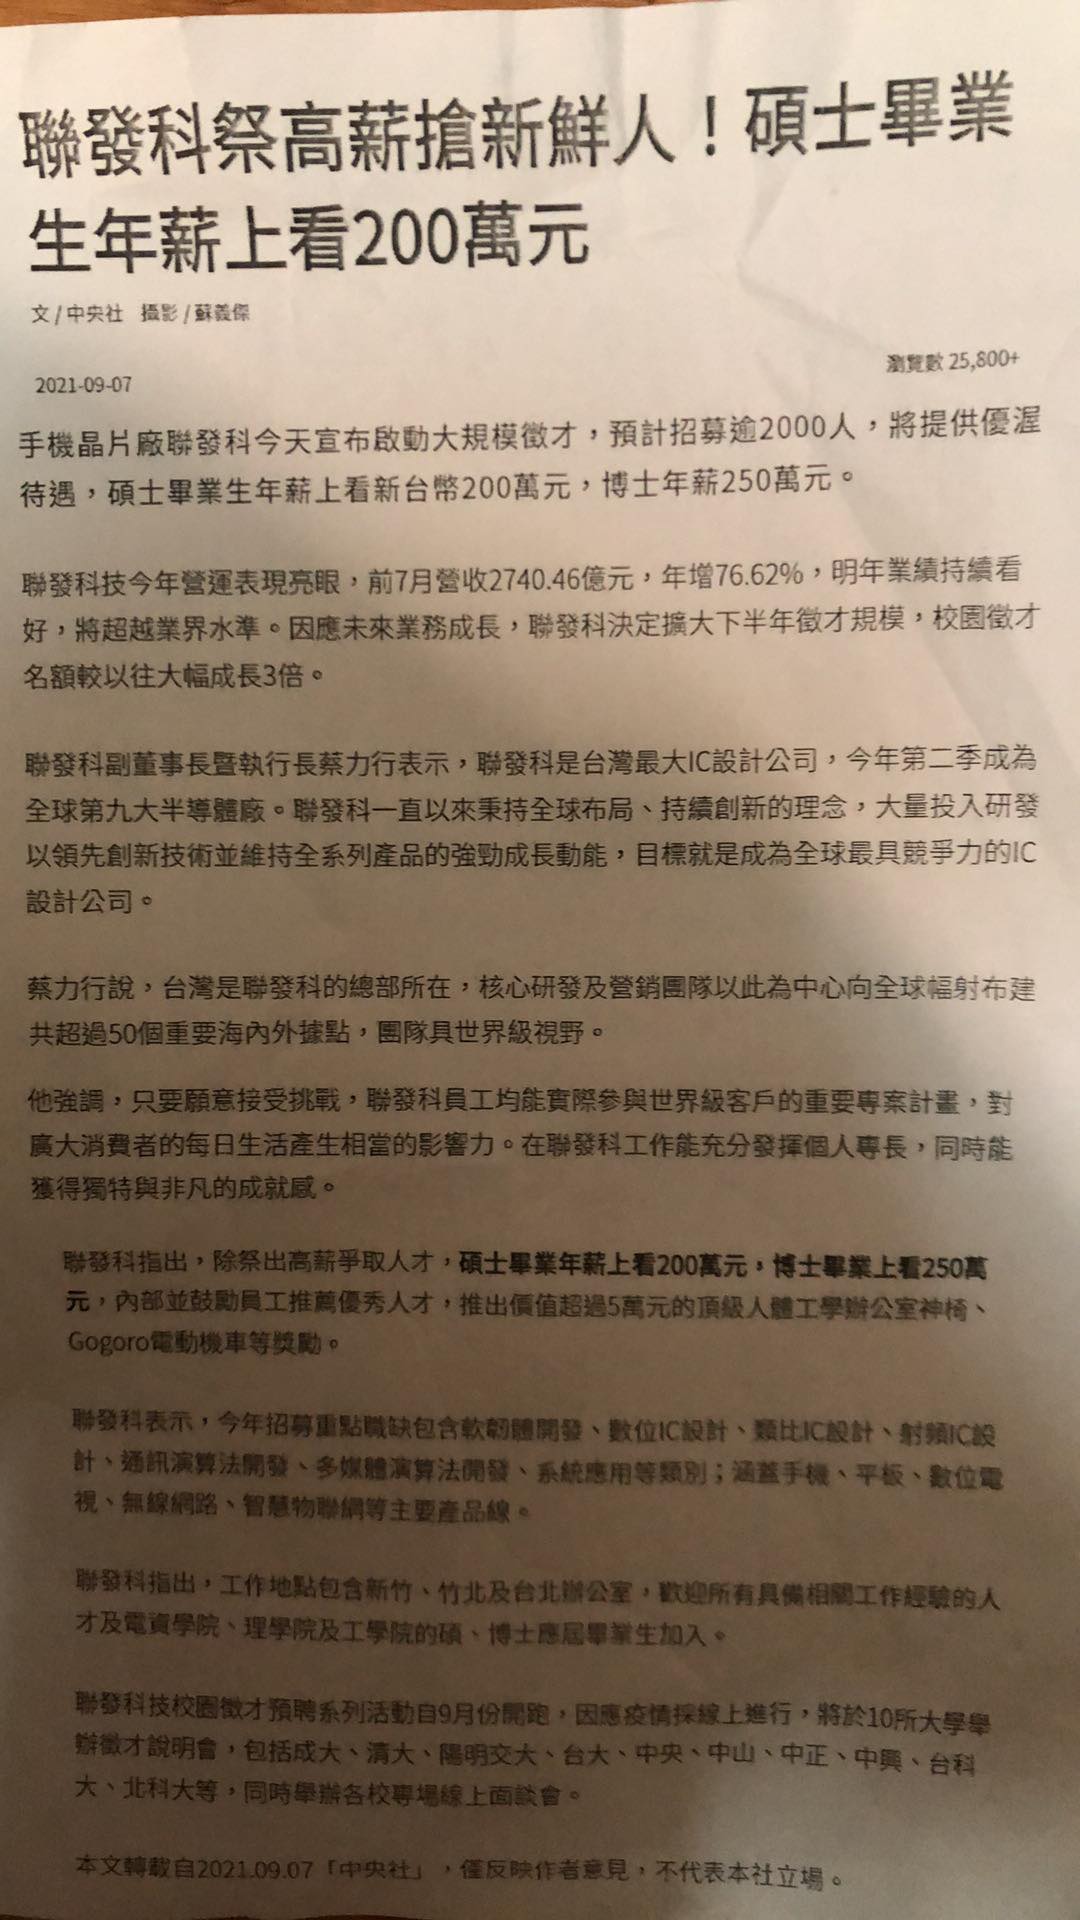 聯發科祭高薪搶新鮮人！碩士畢業
生年薪上看200萬元
文/中央社 攝影/蘇義傑
瀏覽數 25,800+
2021-09-07
手機晶片廠聯發科今天宣布啟動大規模徵才，預計招募逾2000人，將提供優渥
待遇，碩士畢業生年薪上看新台幣200萬元，博士年薪250萬元。
聯發科技今年營運表現亮眼，前7月營收2740.46億元，年增76.62%，明年業績持續看
好，將超越業界水準。因應未來業務成長，聯發科決定擴大下半年徵才規模，校園徵才
名額較以往大幅成長3倍。
聯發科副董事長暨執行長蔡力行表示，聯發科是台灣最大IC設計公司，今年第二季成為
全球第九大半導體廠。聯發科一直以來秉持全球布局、持續創新的理念，大量投入研發
以領先創新技術並維持全系列產品的強勁成長動能，目標就是成為全球最具競爭力的IC
設計公司。
蔡力行說，台灣是聯發科的總部所在，核心研發及營銷團隊以此為中心向全球幅射布建
共超過50個重要海內外據點，團隊具世界級視野。
他強調，只要願意接受挑戰，聯發科員工均能實際參與世界級客戶的重要專案計畫，對
廣大消費者的每日生活產生相當的影響力。在聯發科工作能充分發揮個人專長，同時能
獲得獨特與非凡的成就感。
聯發科指出，除祭出高薪爭取人才，碩士畢業年薪上看200萬元，博士畢業上看250萬
元，內部並鼓勵員工推薦優秀人才，推出價值超過5萬元的頂級人體工學辦公室神椅、
Gogoro電動機車等獎勵。
聯發科表示，今年招募重點職缺包含軟韌體開發、數位IC設計、類比IC設計、射頻IC設
計、通訊演算法開發、多媒體演算法開發、系統應用等類別；涵蓋手機、平板、數位電
視、無線網路、智慧物聯網等主要產品線。
聯發科指出，工作地點包含新竹、竹北及台北辦公室，歡迎所有具備相關工作經驗的人
才及電資學院、理學院及工學院的碩、博士應屆畢業生加入。
聯發科技校園徵才預聘系列活動自9月份開跑，因應疫情採線上進行，將於10所大學舉
辦徵才說明會，包括成大、清大、陽明交大、台大、中央、中山、中正、中興、台科
大、北科大等，同時舉辦各校專場線上面談會。
本文轉載自2021.09.07「中央社」，僅反映作者意見，不代表本社立場。